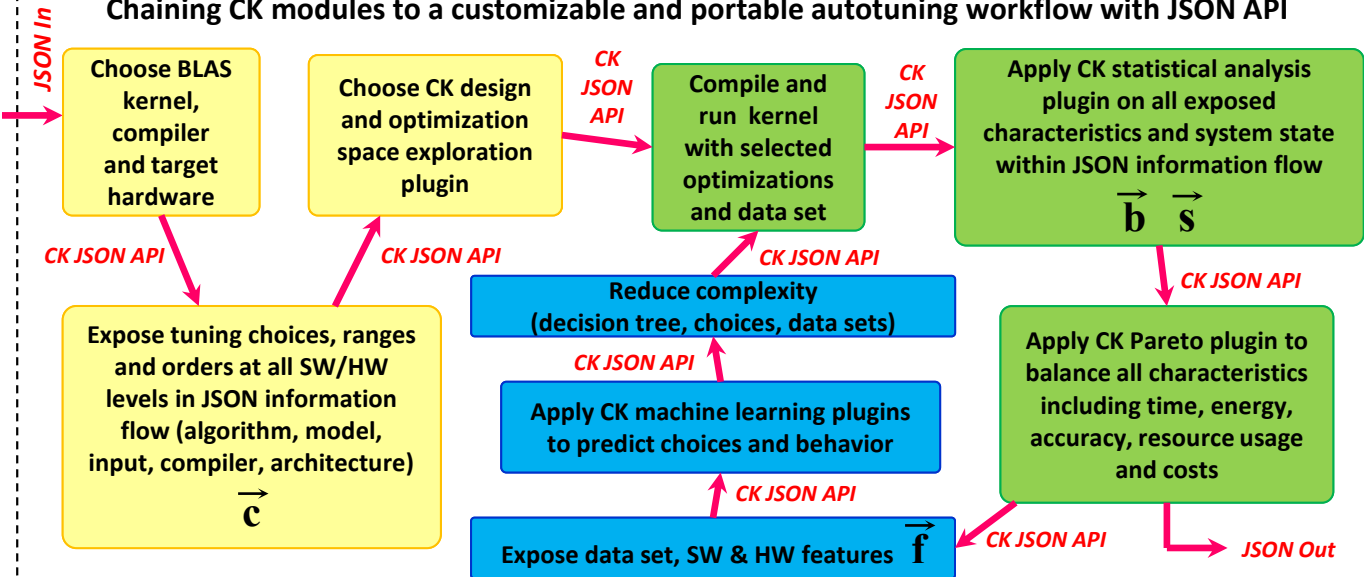 Chaining CK modules to a customizable and portable autotuning workflow with JSON API
JSON In
Choose BLAS
kernel,
compiler
and target
hardware
CK JSON API
Expose tuning choices, ranges
and orders at all SW/HW
levels in JSON information
flow (algorithm, model,
input, compiler, architecture)
c
CK JSON API
Choose CK design
and optimization
space exploration
plugin
CK
JSON
API
Compile and
run kernel
with selected
optimizations
and data set
CK
JSON
API
Apply CK statistical analysis
plugin on all exposed
characteristics and system state
within JSON information flow
b s
CK JSON API
Apply CK Pareto plugin to
balance all characteristics
including time, energy,
accuracy, resource usage
and costs
JSON Out
CK JSON API
Expose data set, SW & HW features f
CK JSON API
Apply CK machine learning plugins
to predict choices and behavior
CK JSON API
Reduce complexity
(decision tree, choices, data sets)
CK JSON API